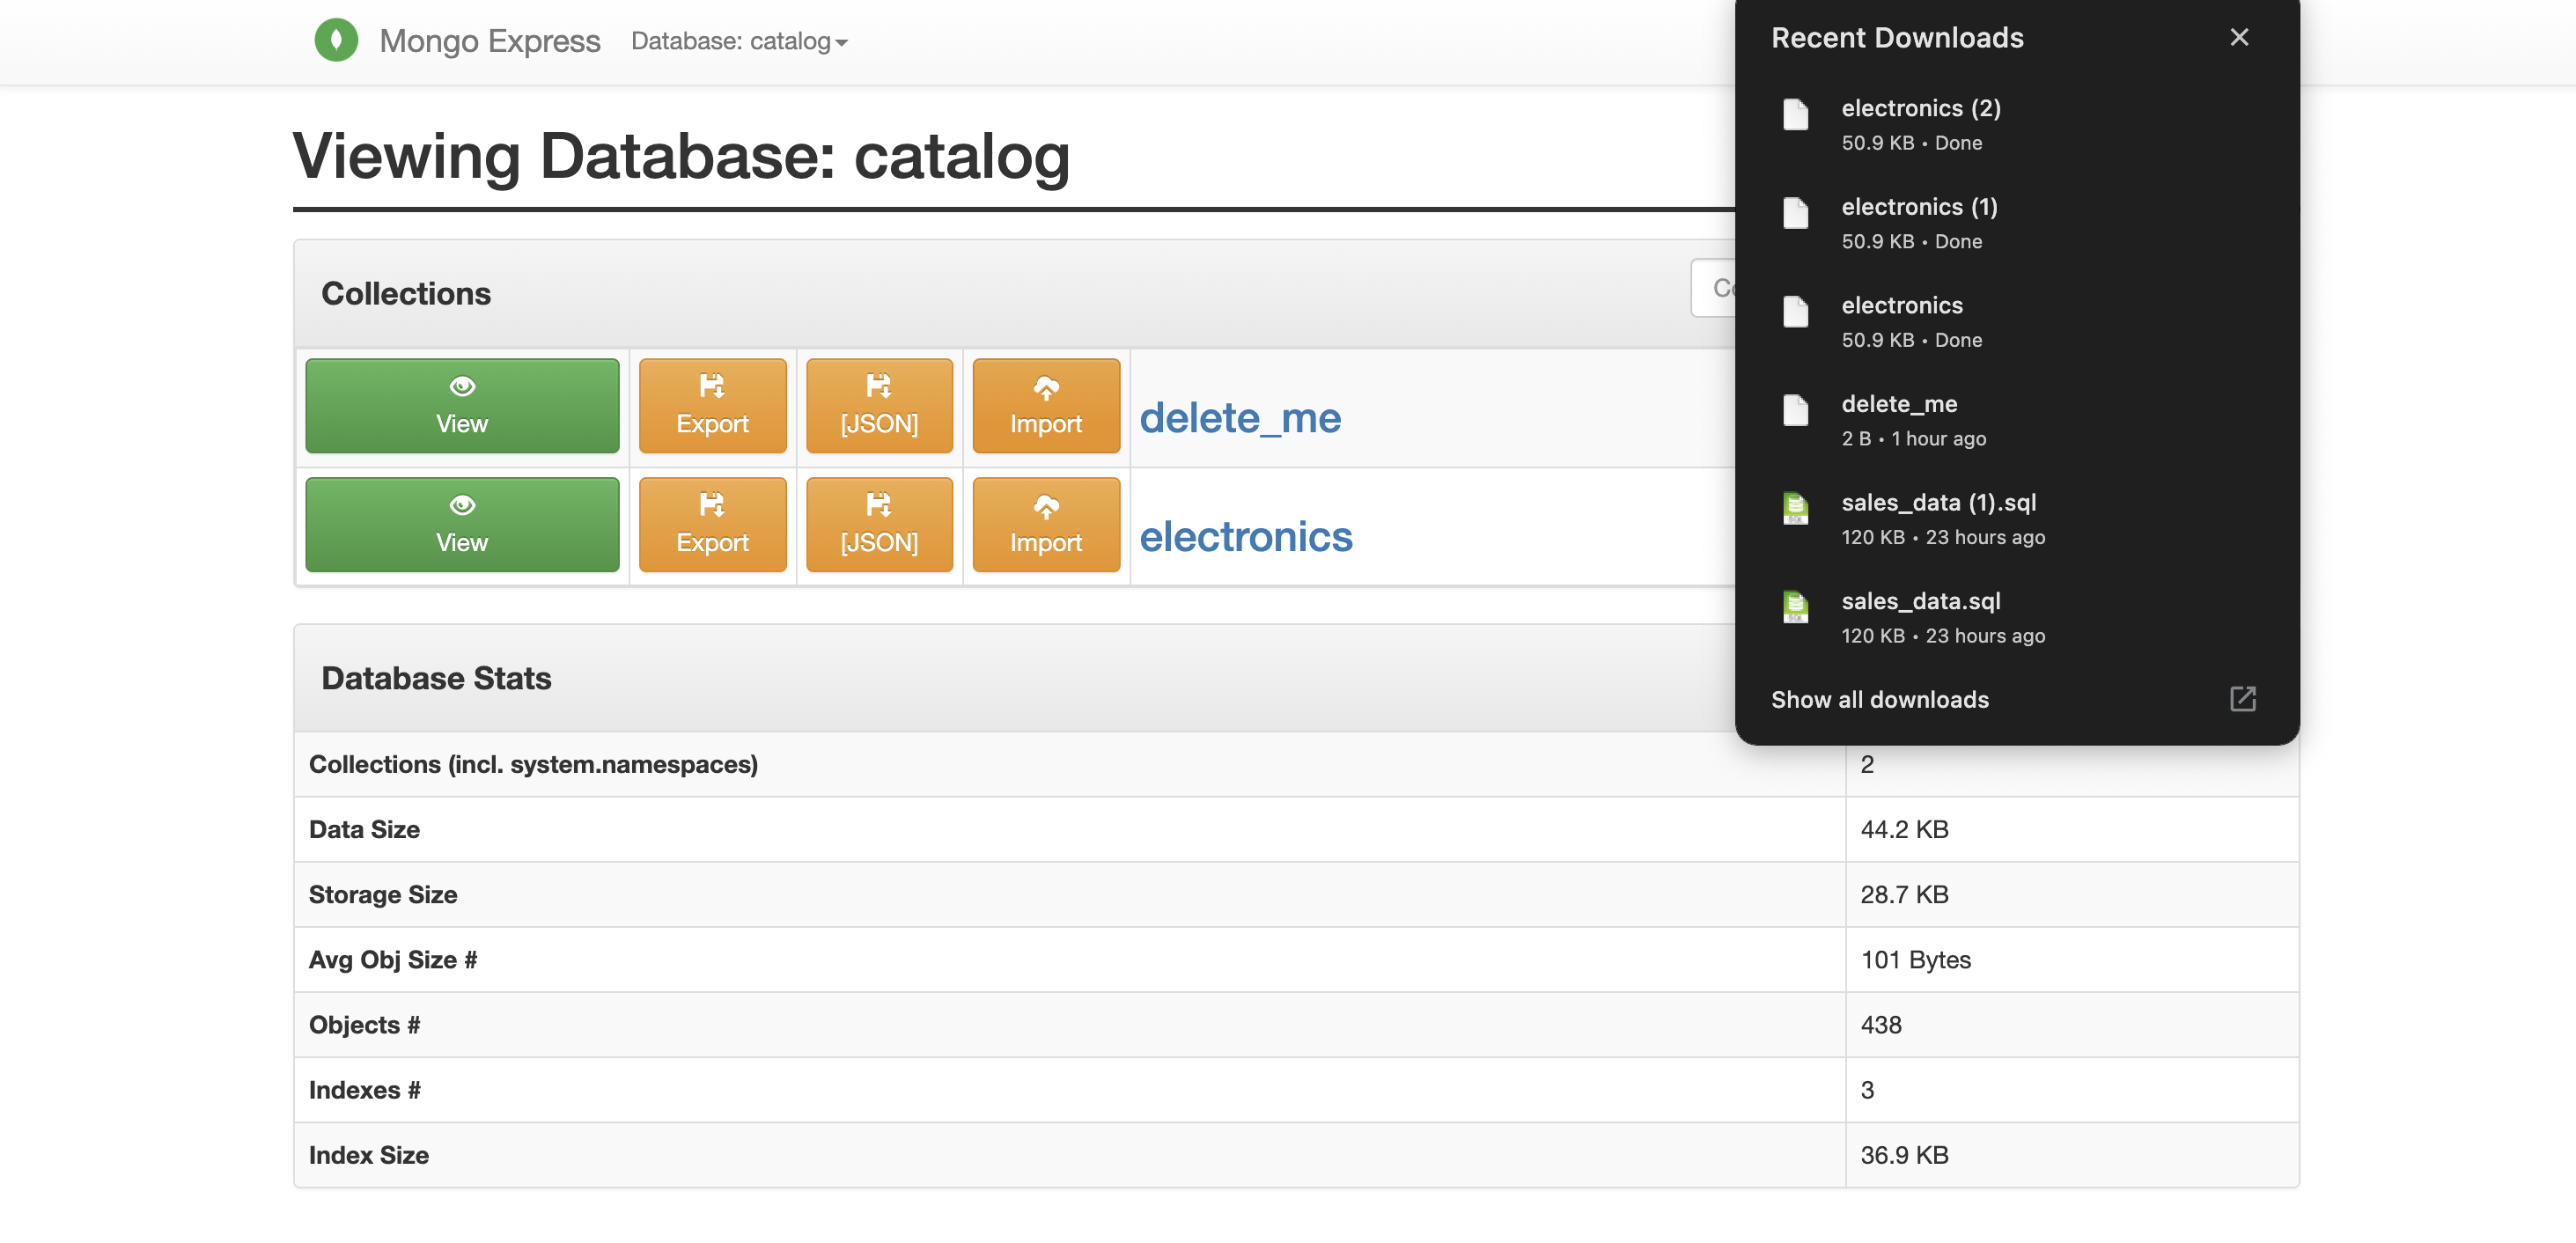 Mongo Express Database: catalog
Viewing Database: catalog
Collections
View Export [JSON] Import delete_me
View Export [JSON] Import electronics
Database Stats
Collections (incl. system.namespaces) 2
Data Size 44.2 KB
Storage Size 28.7 KB
Avg Obj Size # 101 Bytes
Objects # 438
Indexes # 3
Index Size 36.9 KB
Recent Downloads
electronics (2)
50.9 KB • Done
electronics (1)
50.9 KB • Done
electronics
50.9 KB • Done
delete_me
2 B • 1 hour ago
sales_data (1).sql
120 KB • 23 hours ago
sales_data.sql
120 KB • 23 hours ago
Show all downloads